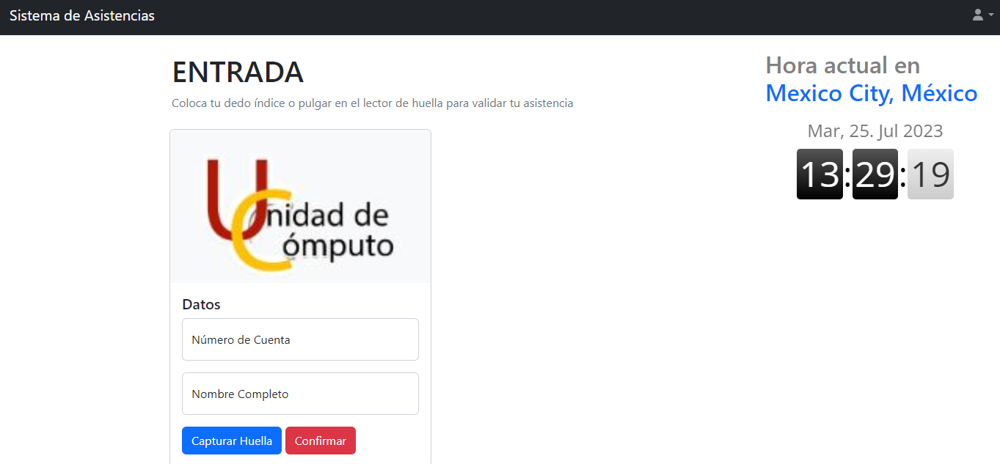 Sistema de Asistencias
ENTRADA
Coloca tu dedo índice o pulgar en el lector de huella para validar tu asistencia
Unidad de
Cómputo
Datos
Número de Cuenta
Nombre Completo
Capturar Huella Confirmar
Hora actual en
Mexico City, México
Mar, 25. Jul 2023
13:29:19